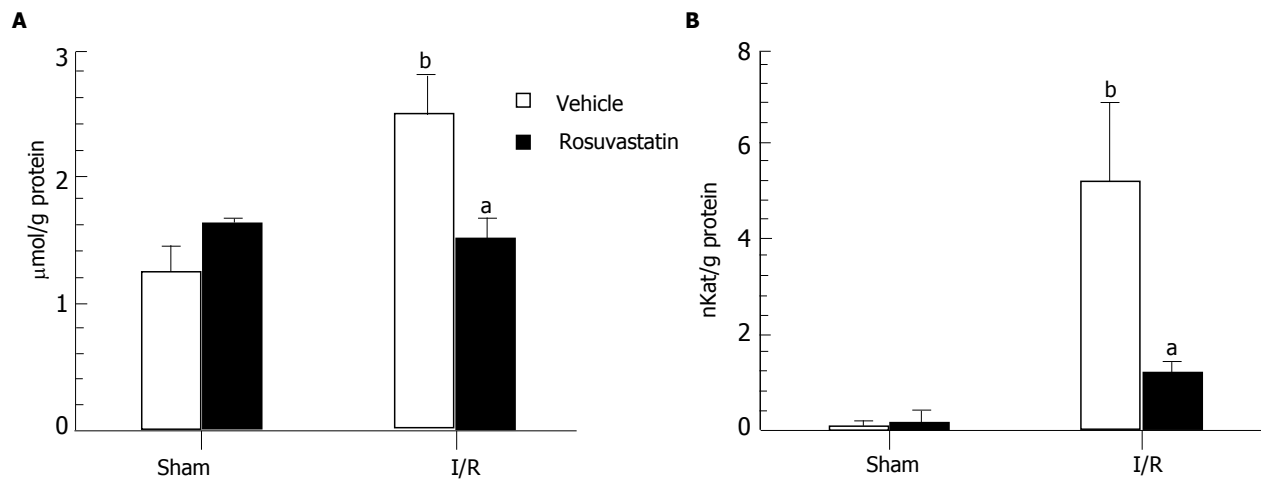 A
3
2
1
0
μmol/g protein
b
a
Sham
I/R
Vehicle
Rosuvastatin
B
8
6
4
2
0
nKat/g protein
b
a
Sham
I/R